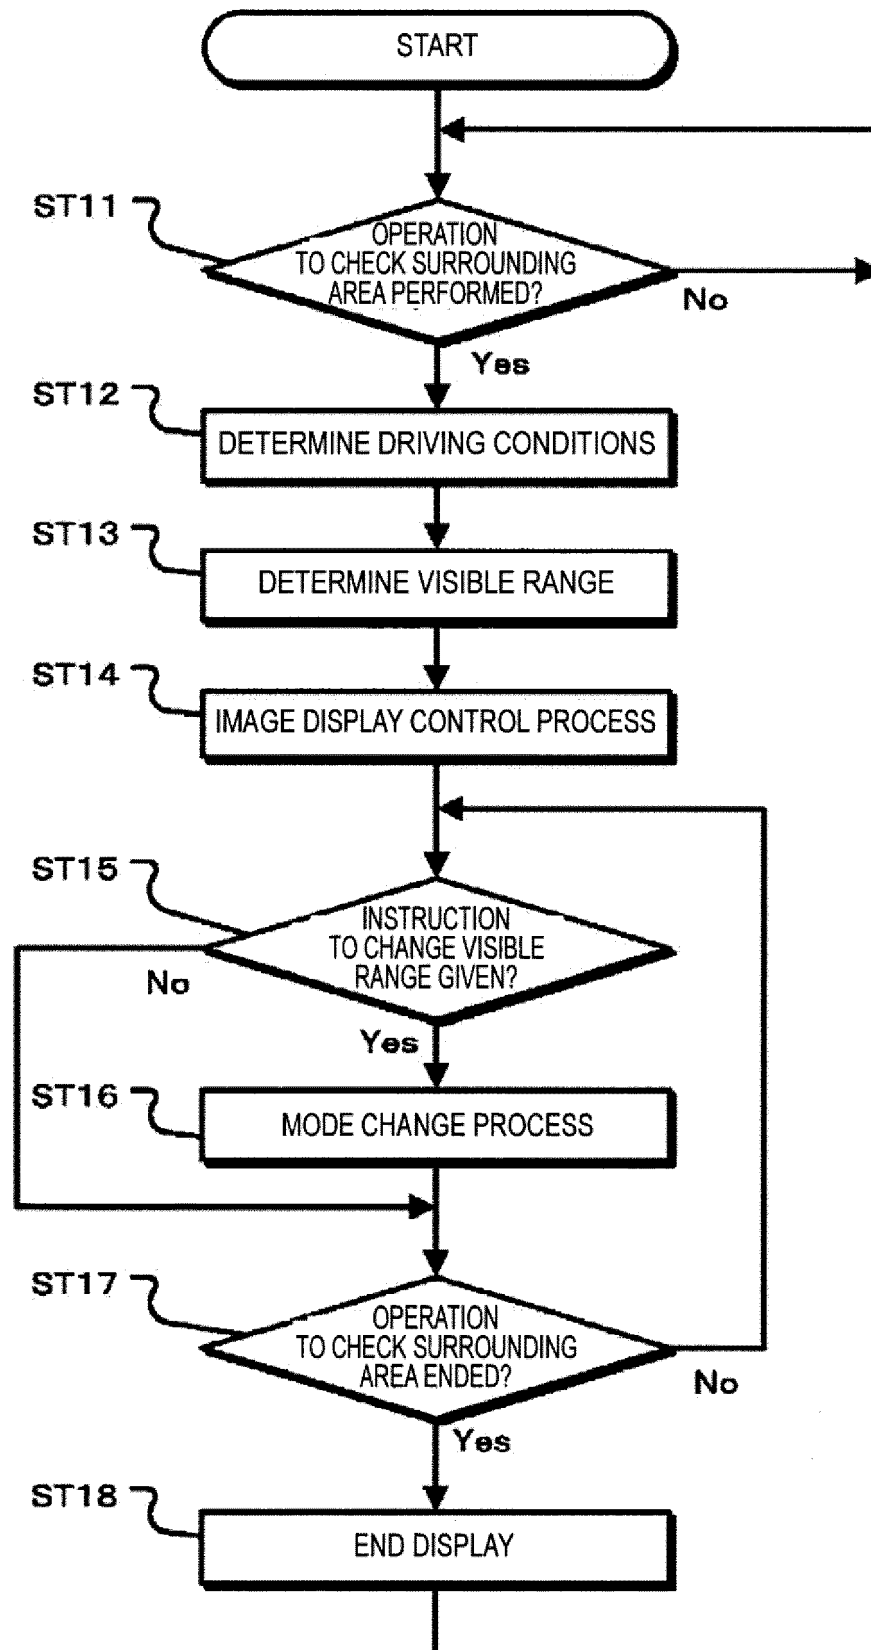 START
ST11
OPERATION
TO CHECK SURROUNDING
AREA PERFORMED?
No
Yes
ST12
DETERMINE DRIVING CONDITIONS
ST13
DETERMINE VISIBLE RANGE
ST14
IMAGE DISPLAY CONTROL PROCESS
ST15
INSTRUCTION
TO CHANGE VISIBLE
RANGE GIVEN?
No
Yes
ST16
MODE CHANGE PROCESS
ST17
OPERATION
TO CHECK SURROUNDING
AREA ENDED?
No
Yes
ST18
END DISPLAY